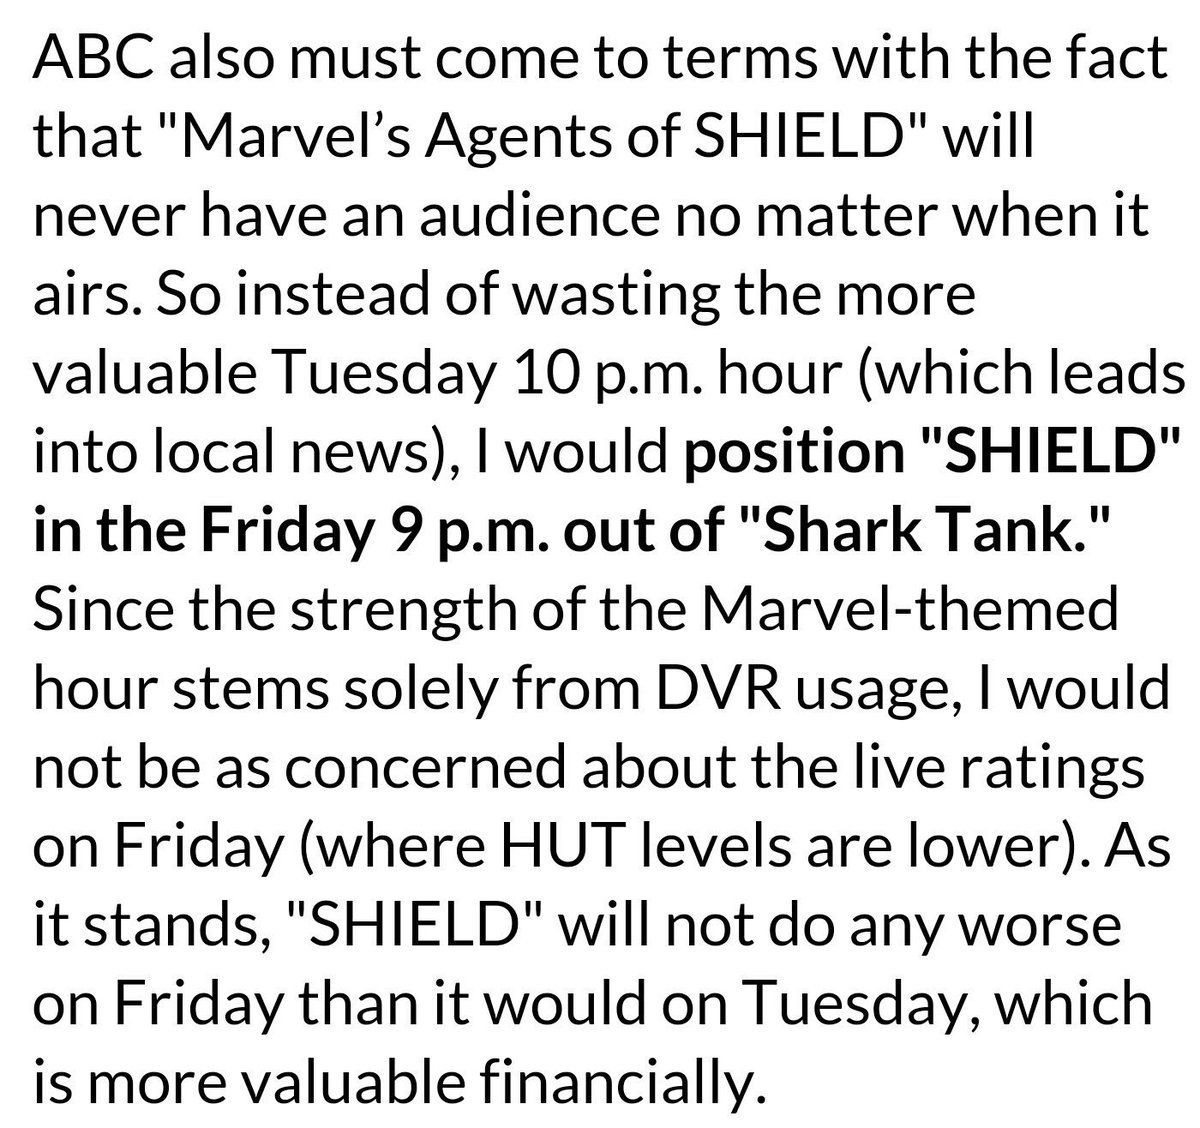 ABC also must come to terms with the fact
that "Marvel’s Agents of SHIELD" will
never have an audience no matter when it
airs. So instead of wasting the more
valuable Tuesday 10 p.m. hour (which leads
into local news), I would position "SHIELD"
in the Friday 9 p.m. out of "Shark Tank."
Since the strength of the Marvel-themed
hour stems solely from DVR usage, I would
not be as concerned about the live ratings
on Friday (where HUT levels are lower). As
it stands, "SHIELD" will not do any worse
on Friday than it would on Tuesday, which
is more valuable financially.